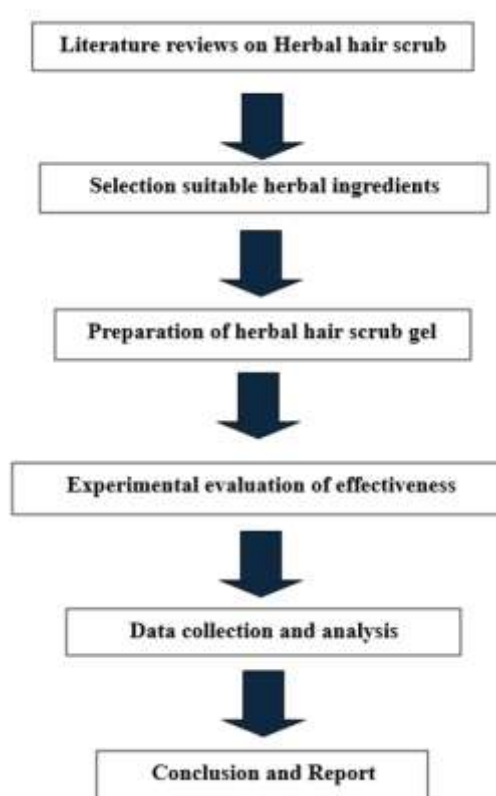 Literature reviews on Herbal hair scrub
Selection suitable herbal ingredients
Preparation of herbal hair scrub gel
Experimental evaluation of effectiveness
Data collection and analysis
Conclusion and Report